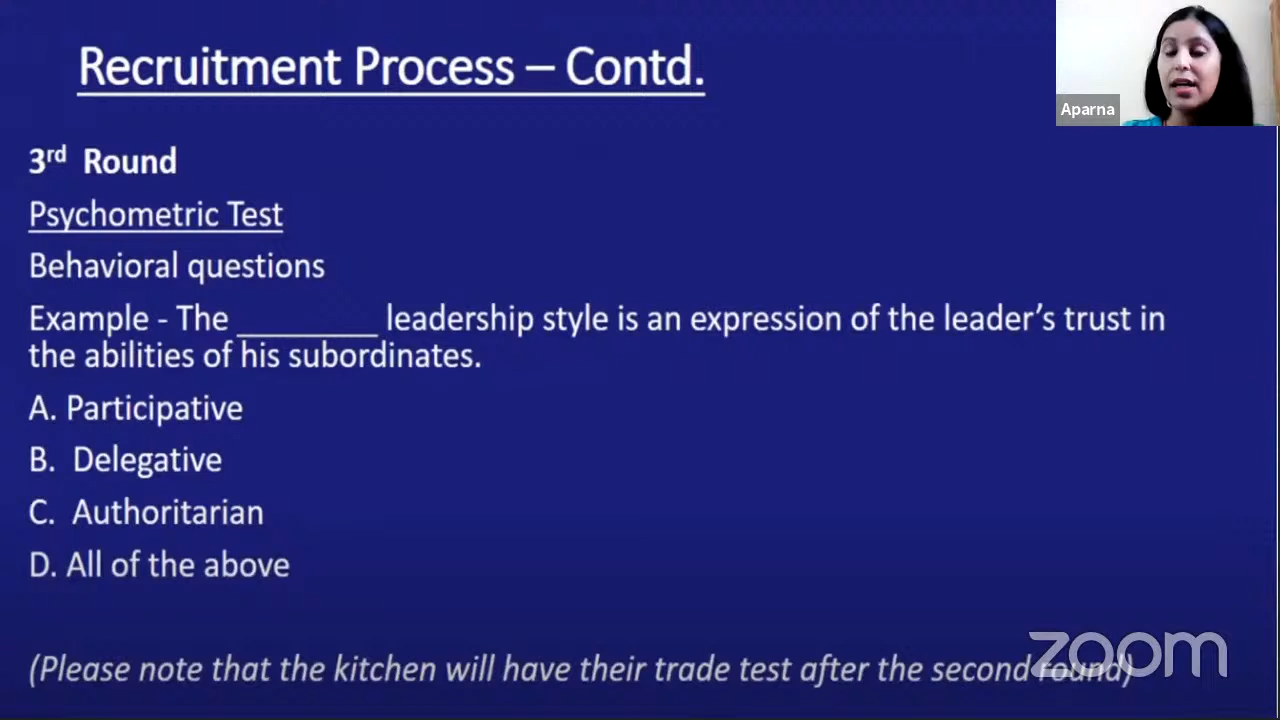 Recruitment Process – Contd.
Aparna
3rd Round
Psychometric Test
Behavioral questions
Example - The ________ leadership style is an expression of the leader’s trust in
the abilities of his subordinates.
A. Participative
B. Delegative
C. Authoritarian
D. All of the above
(Please note that the kitchen will have their trade test after the second round)
zoom